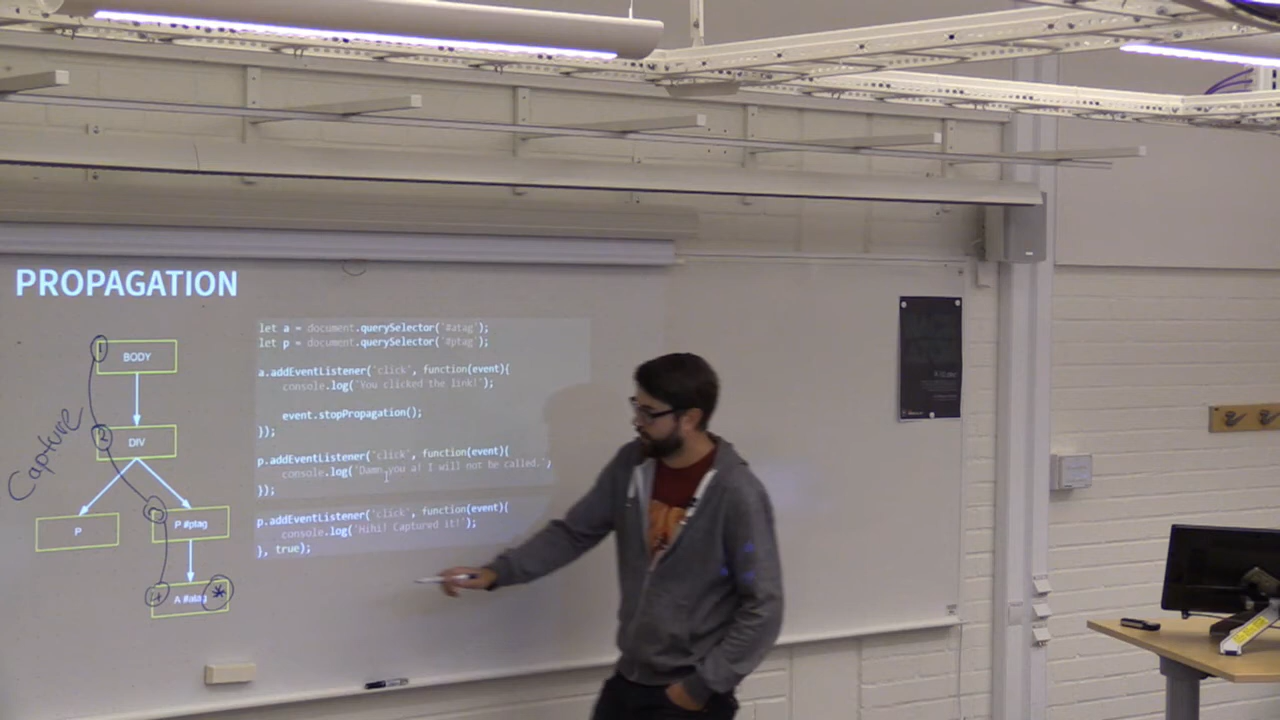 PROPAGATION
let a = document.querySelector('#atag');
let p = document.querySelector('#ptag');
a.addEventListener('click', function(event){
console.log('You clicked the link!');
event.stopPropagation();
});
p.addEventListener('click', function(event){
console.log('Damn you a! I will not be called.');
});
p.addEventListener('click', function(event){
console.log('Hihi! Captured it!');
}, true);
1
BODY
Capture
2
DIV
P
P #ptag
4
A #atag
*